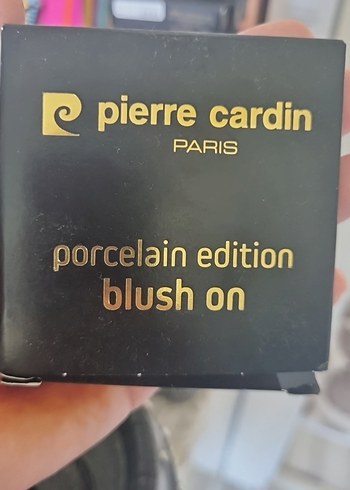 pierre cardin
PARIS
porcelain edition
blush on